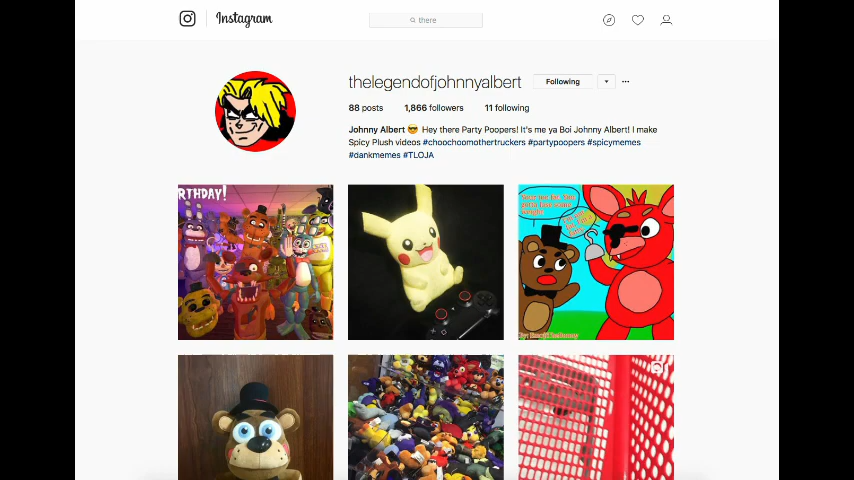 Instagram
there
thelegendofjohnnyalbert
Following
88 posts 1,866 followers 11 following
Johnny Albert 😎 Hey there Party Poopers! It's me ya Boi Johnny Albert! I make
Spicy Plush videos #choochoomothertruckers #partypoopers #spicymemes
#dankmemes #TLOJA
RTHDAY!